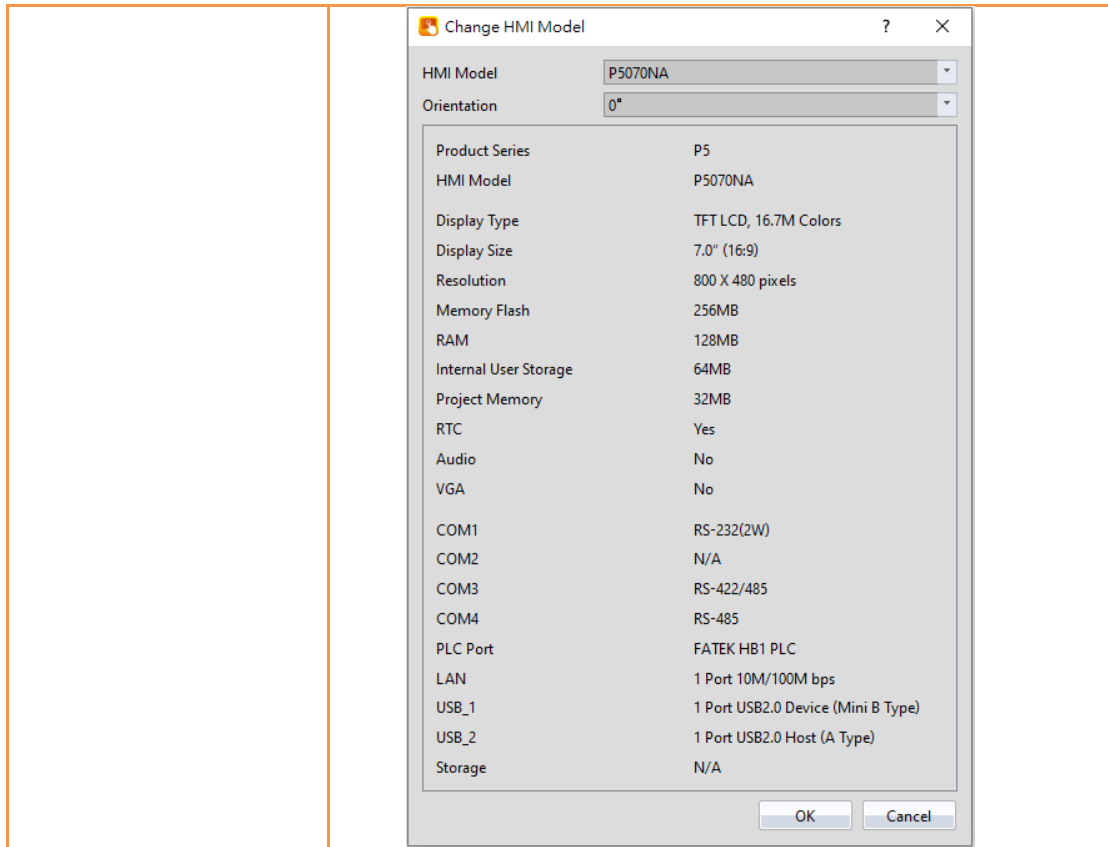 Change HMI Model ? ×
HMI Model P5070NA
Orientation 0°
Product Series P5
HMI Model P5070NA
Display Type TFT LCD, 16.7M Colors
Display Size 7.0" (16:9)
Resolution 800 X 480 pixels
Memory Flash 256MB
RAM 128MB
Internal User Storage 64MB
Project Memory 32MB
RTC Yes
Audio No
VGA No
COM1 RS-232(2W)
COM2 N/A
COM3 RS-422/485
COM4 RS-485
PLC Port FATEK HB1 PLC
LAN 1 Port 10M/100M bps
USB_1 1 Port USB2.0 Device (Mini B Type)
USB_2 1 Port USB2.0 Host (A Type)
Storage N/A
OK Cancel